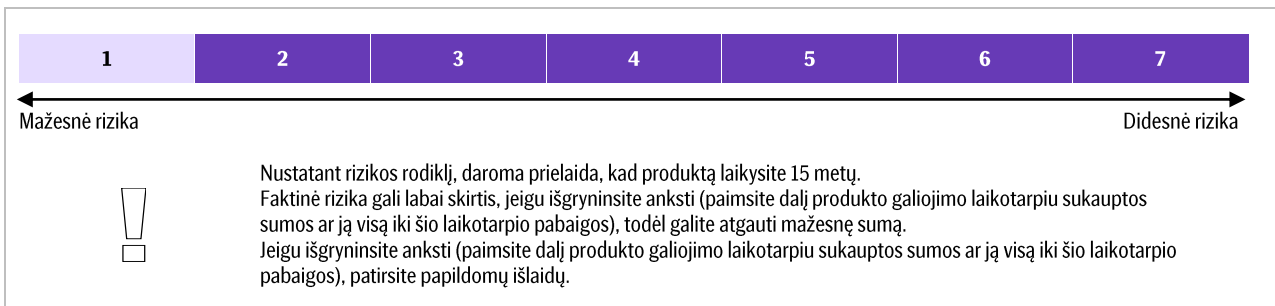 1 2 3 4 5 6 7
Mažesnė rizika Didesnė rizika
Nustatant rizikos rodiklį, daroma prielaida, kad produktą laikysite 15 metų.
Faktinė rizika gali labai skirtis, jeigu išgryninsite anksti (paimsite dalį produkto galiojimo laikotarpiu sukauptos
sumos ar ją visą iki šio laikotarpio pabaigos), todėl galite atgauti mažesnę sumą.
Jeigu išgryninsite anksti (paimsite dalį produkto galiojimo laikotarpiu sukauptos sumos ar ją visą iki šio laikotarpio
pabaigos), patirsite papildomų išlaidų.